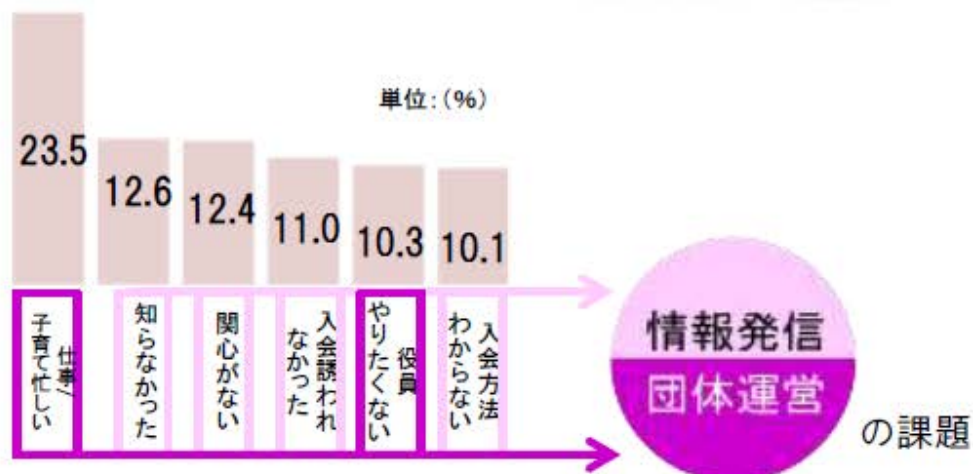 単位:(%)
23.5
12.6
12.4
11.0
10.3
10.1
仕事/
子育て忙しい
知らなかった
関心がない
入会誘われ
なかった
役員
やりたくない
入会方法
わからない
情報発信
団体運営
の課題